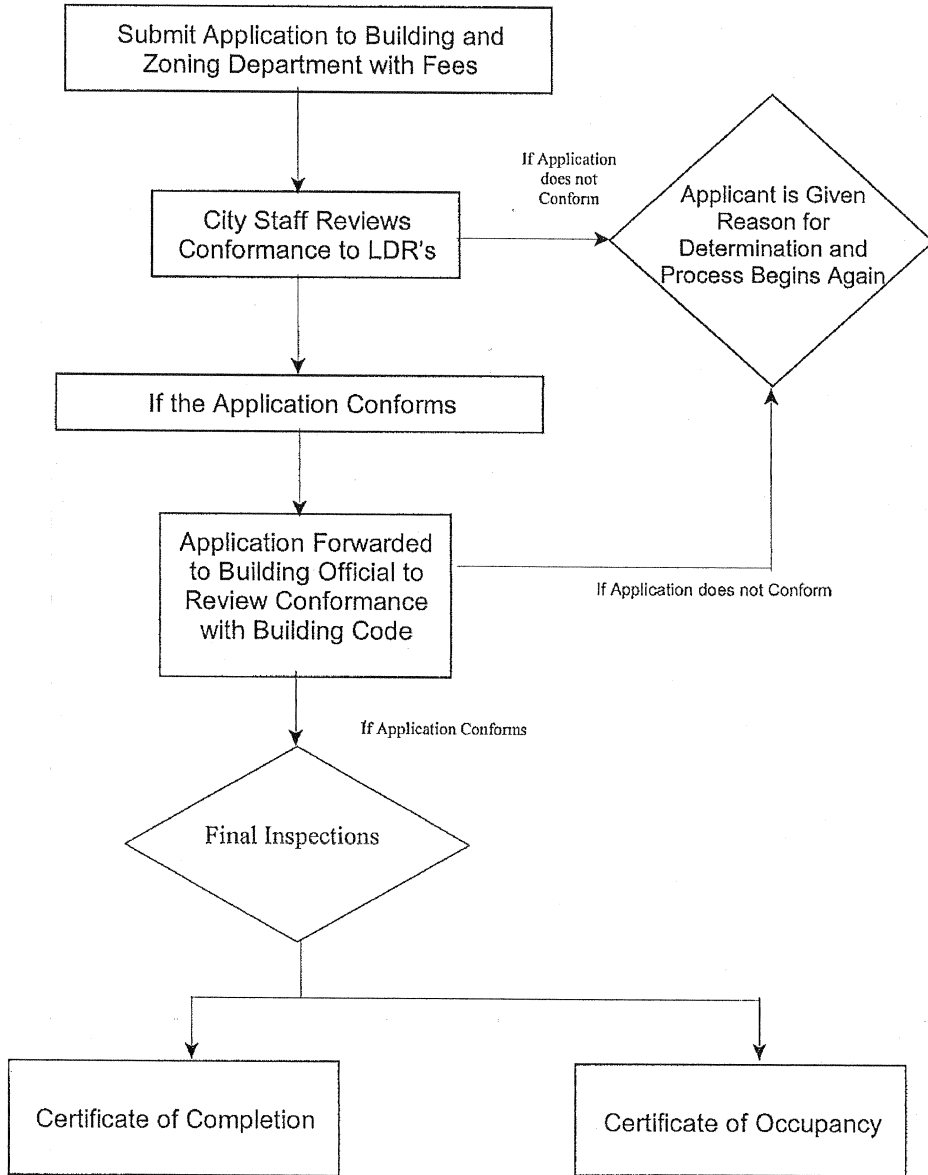 Submit Application to Building and
Zoning Department with Fees
If Application
does not
Conform
Applicant is Given
Reason for
Determination and
Process Begins Again
City Staff Reviews
Conformance to LDR's
If the Application Conforms
Application Forwarded
to Building Official to
Review Conformance
with Building Code
If Application does not Conform
If Application Conforms
Final Inspections
Certificate of Completion
Certificate of Occupancy